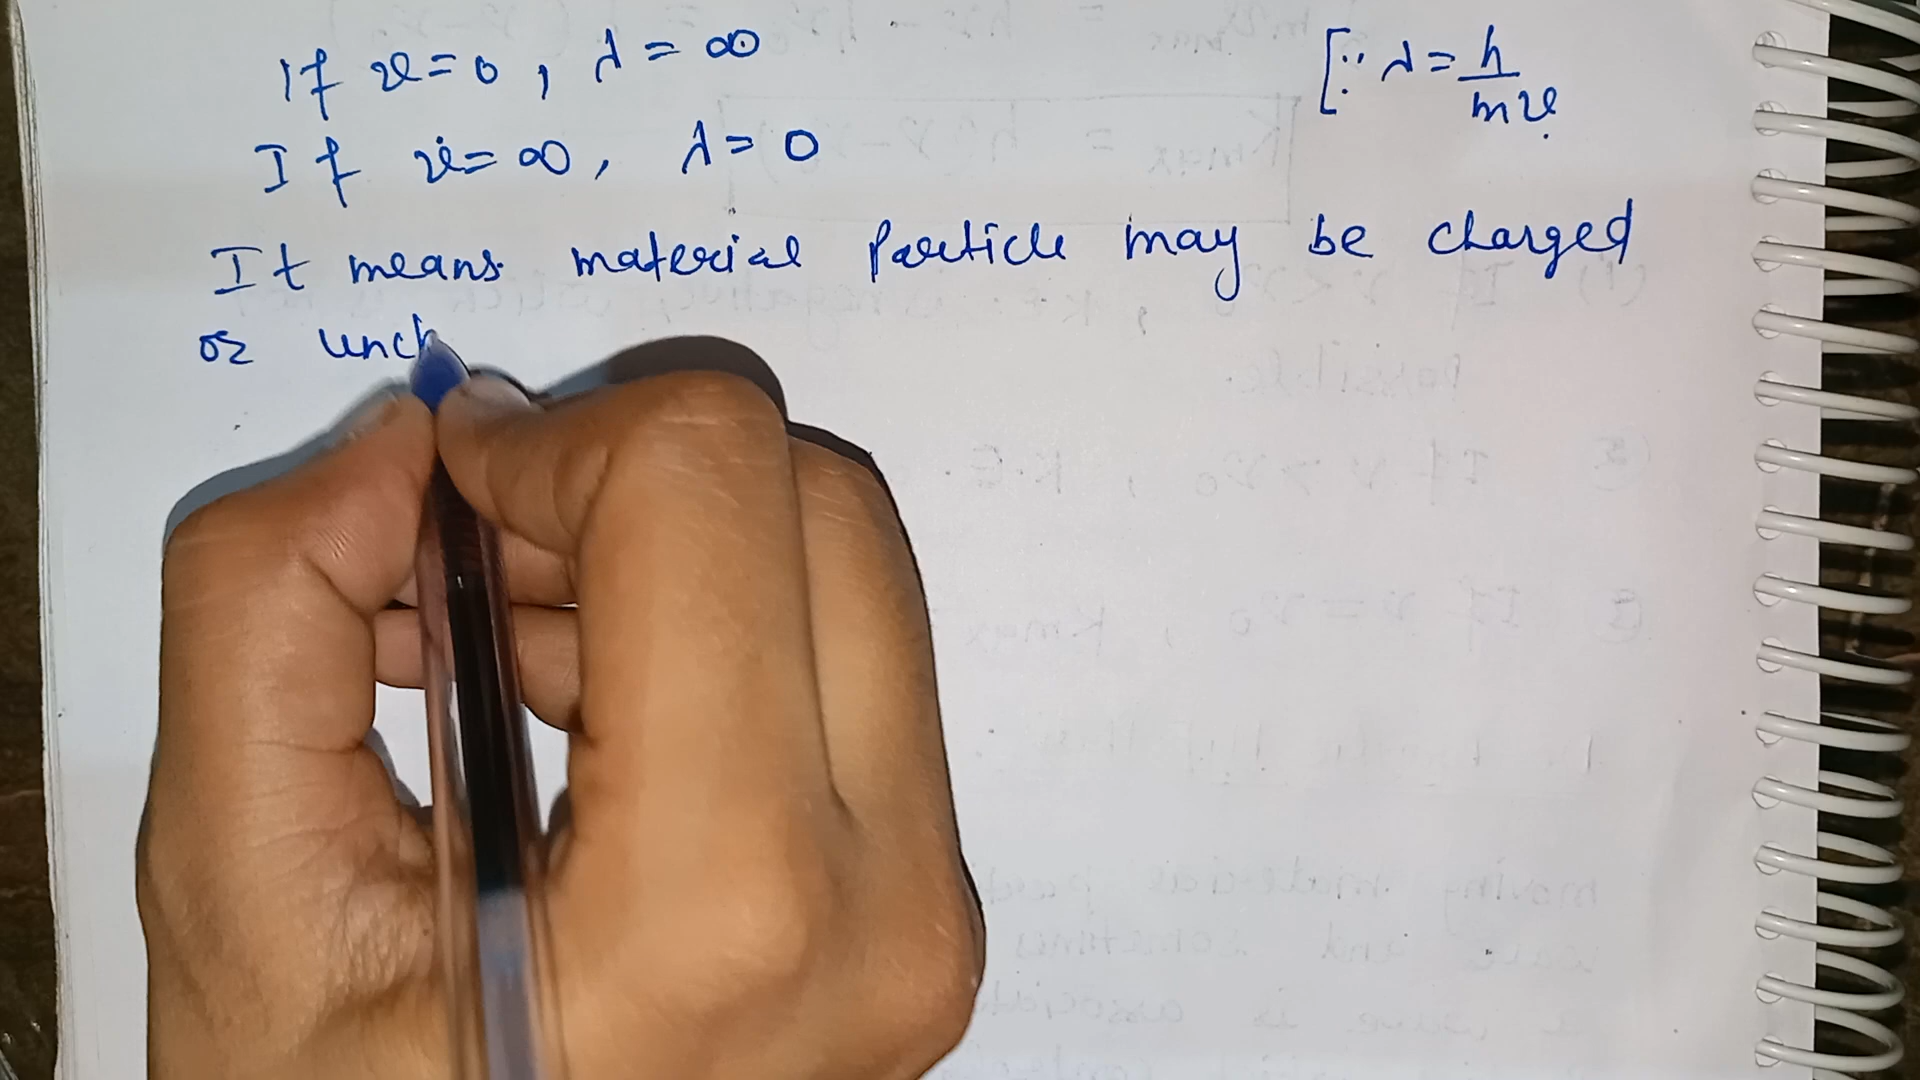 If v=0, λ = ∞ [∵ λ = h/mv
If v=∞, λ = 0
It means material particle may be charged
or unch